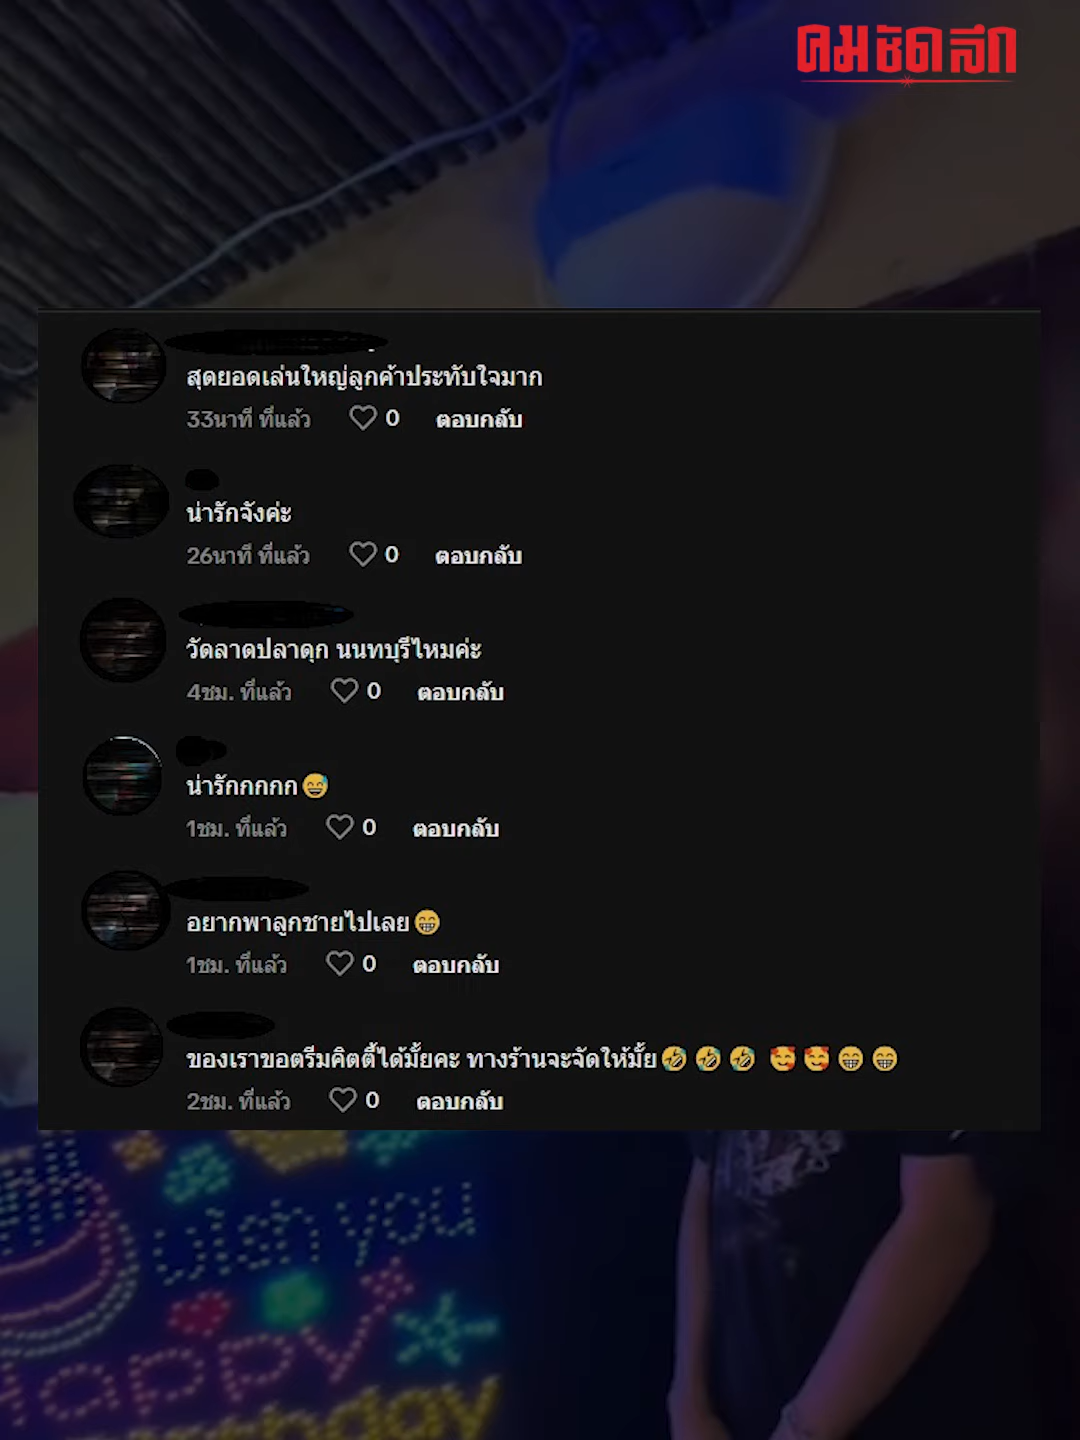 คมชัดลึก
สุดยอดเล่นใหญ่ลูกค้าประทับใจมาก
33นาที ที่แล้ว 0 ตอบกลับ
น่ารักจังค่ะ
26นาที ที่แล้ว 0 ตอบกลับ
วัดลาดปลาดุก นนทบุรีไหมค่ะ
4ชม. ที่แล้ว 0 ตอบกลับ
น่ารักกกกก😅
1ชม. ที่แล้ว 0 ตอบกลับ
อยากพาลูกชายไปเลย😁
1ชม. ที่แล้ว 0 ตอบกลับ
ของเราขอตรีมคิตตี้ได้มั้ยคะ ทางร้านจะจัดให้มั้ย🤣🤣🤣🥰🥰😁😁
2ชม. ที่แล้ว 0 ตอบกลับ
wish you
Happy
Birthday